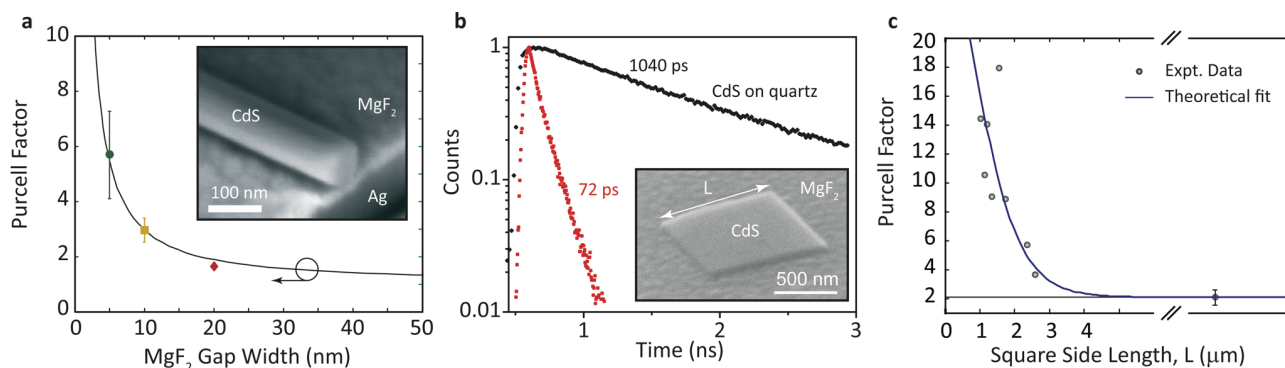 a
Purcell Factor
10
8
6
4
2
0
0
10
20
30
40
50
MgF₂ Gap Width (nm)
CdS
MgF₂
Ag
100 nm
b
Counts
1
0.1
0.01
1
2
3
Time (ns)
1040 ps
CdS on quartz
72 ps
L
MgF₂
CdS
500 nm
c
Purcell Factor
20
18
16
14
12
10
8
6
4
2
0
1
2
3
4
Square Side Length, L (μm)
Expt. Data
Theoretical fit